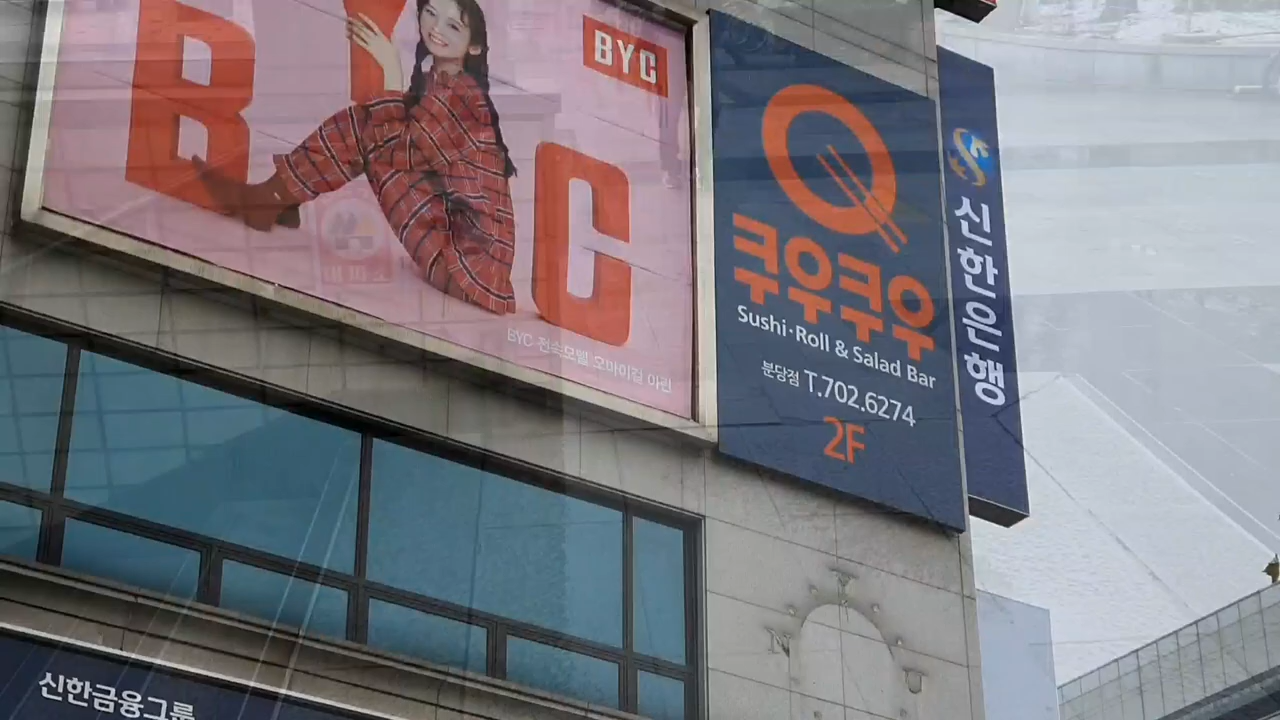 BYC
BYC
BYC 전속모델 오마이걸 아린
쿠우쿠우
Sushi·Roll & Salad Bar
분당점 T.702.6274
2F
신한은행
신한금융그룹